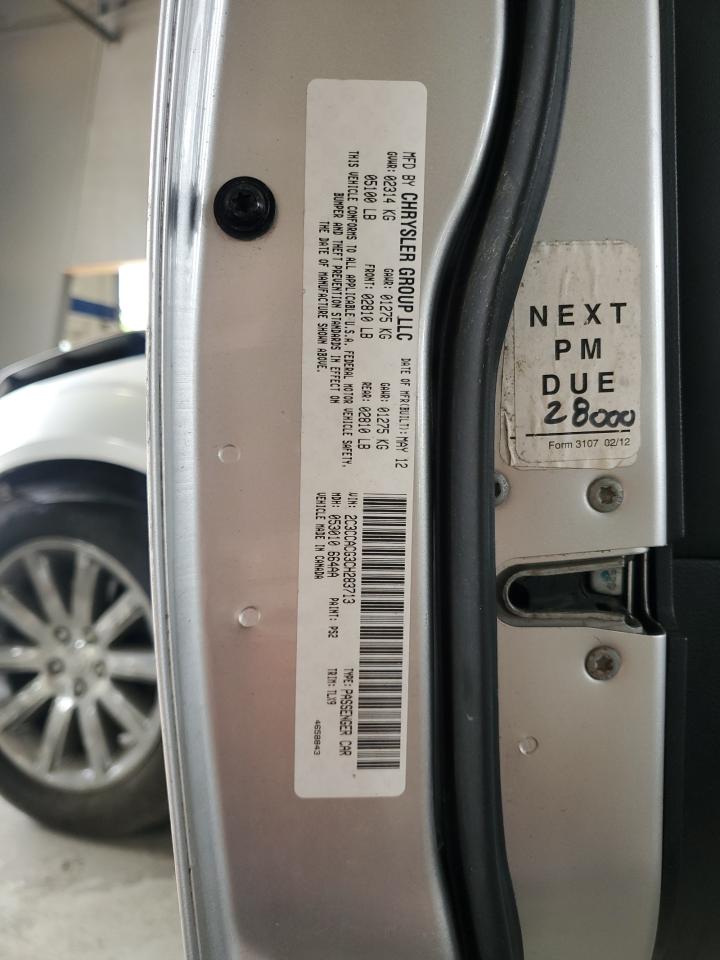 MFD BY CHRYSLER GROUP LLC DATE OF MFR(BUILT): MAY 12
GVWR: 02314 KG GAWR: 01275 KG GAWR: 01275 KG
05100 LB FRONT: 02810 LB REAR: 02810 LB
THIS VEHICLE CONFORMS TO ALL APPLICABLE U.S.A. FEDERAL MOTOR VEHICLE SAFETY,
BUMPER AND THEFT PREVENTION STANDARDS IN EFFECT ON
THE DATE OF MANUFACTURE SHOWN ABOVE.
VIN: 2C3CCACG3CH283713 TYPE: PASSENGER CAR
MDH: 053010 664AA PAINT: PS2 TRIM: TLX9
VEHICLE MADE IN CANADA
4658843
NEXT
PM
DUE
28000
Form 3107 02/12